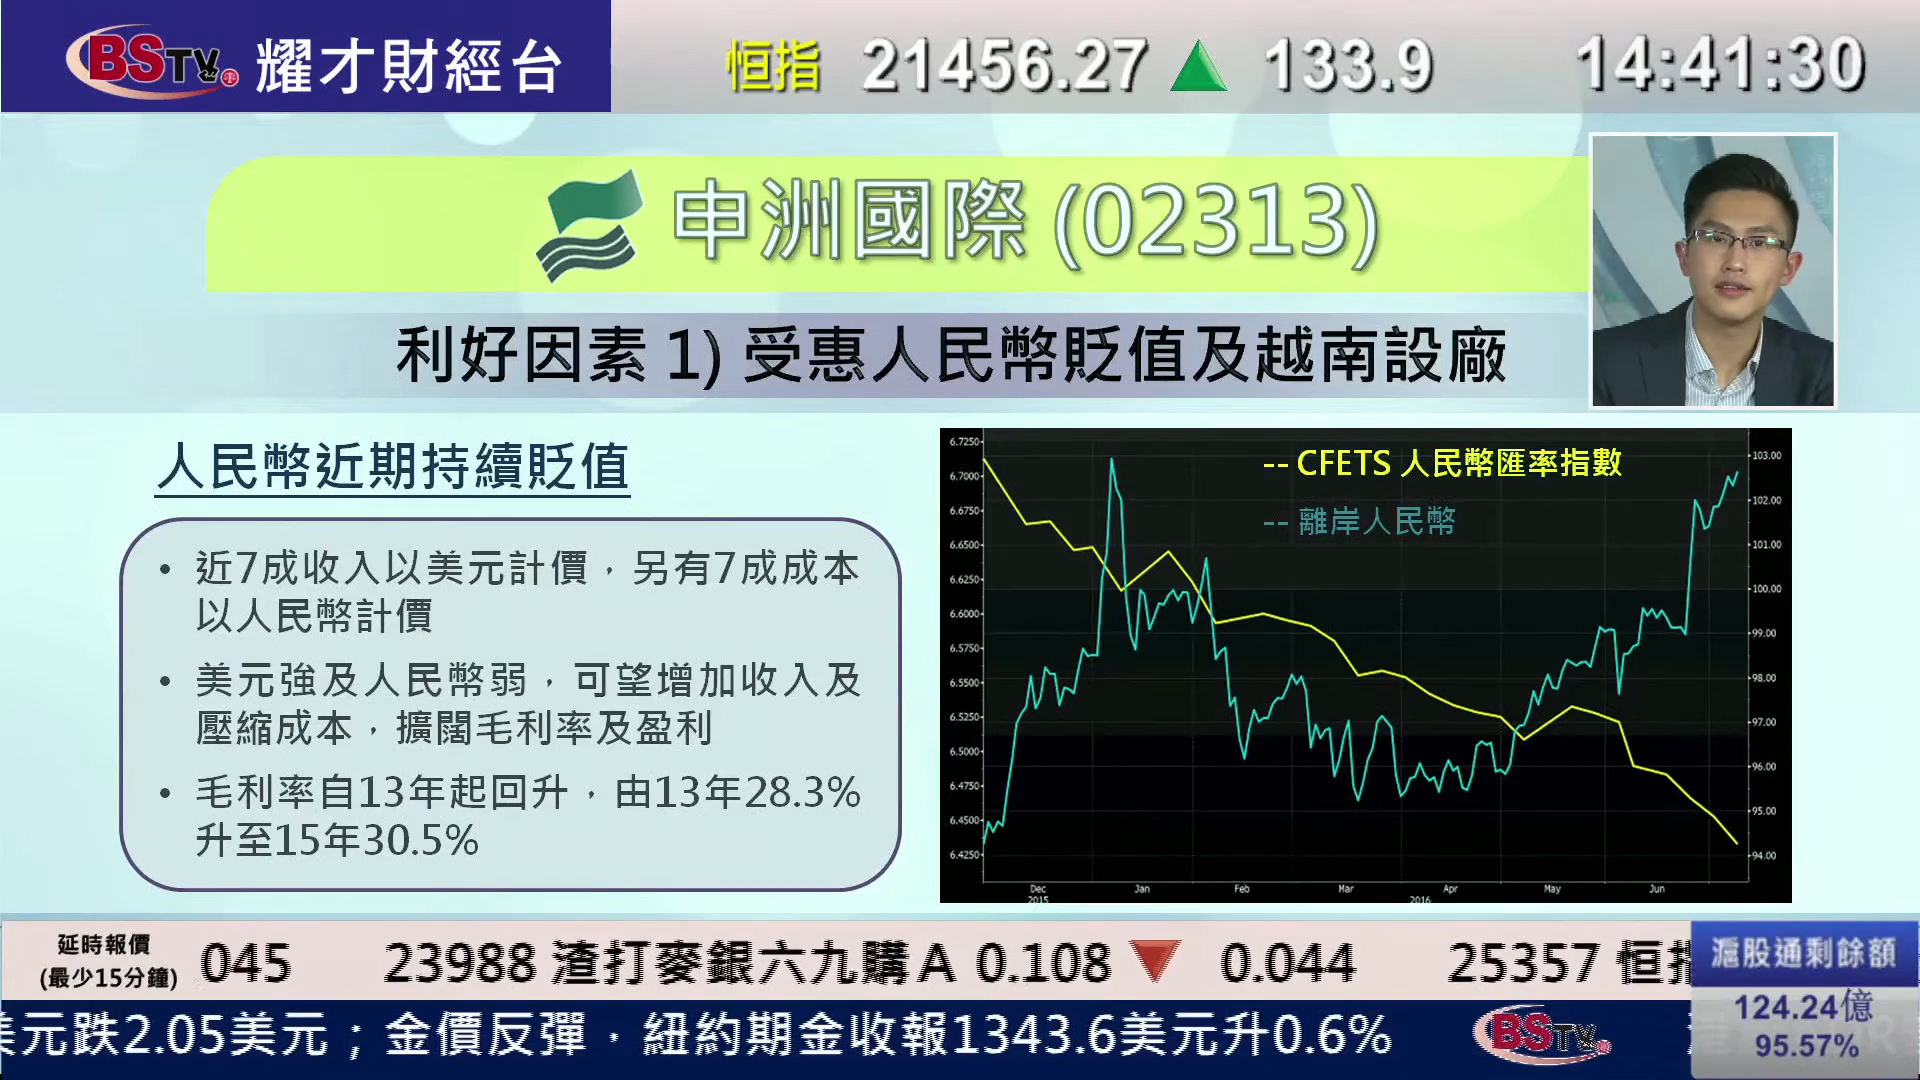 BSTV 耀才財經台
恒指 21456.27 ▲ 133.9 14:41:30
申洲國際 (02313)
利好因素 1) 受惠人民幣貶值及越南設廠
人民幣近期持續貶值
• 近7成收入以美元計價，另有7成成本
以人民幣計價
• 美元強及人民幣弱，可望增加收入及
壓縮成本，擴闊毛利率及盈利
• 毛利率自13年起回升，由13年28.3%
升至15年30.5%
-- CFETS 人民幣匯率指數
-- 離岸人民幣
6.7250
6.7000
6.6750
6.6500
6.6250
6.6000
6.5750
6.5500
6.5250
6.5000
6.4750
6.4500
6.4250
103.00
102.00
101.00
100.00
99.00
98.00
97.00
96.00
95.00
94.00
Dec Jan Feb Mar Apr May Jun
2015 2016
延時報價
(最少15分鐘)
045 23988 渣打麥銀六九購A 0.108 ▼ 0.044 25357 恒指
滬股通剩餘額
124.24億
95.57%
美元跌2.05美元；金價反彈，紐約期金收報1343.6美元升0.6%
BSTV